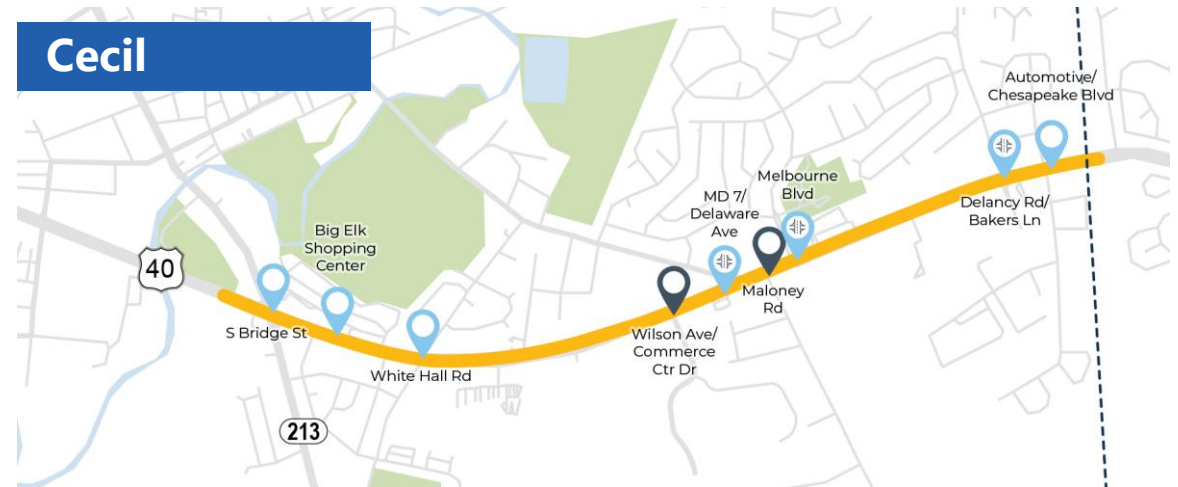 Cecil
Automotive/
Chesapeake Blvd
Melbourne
Blvd
MD 7/
Delaware
Ave
Delancy Rd/
Bakers Ln
Big Elk
Shopping
Center
40
Maloney
Rd
S Bridge St
Wilson Ave/
Commerce
Ctr Dr
White Hall Rd
213